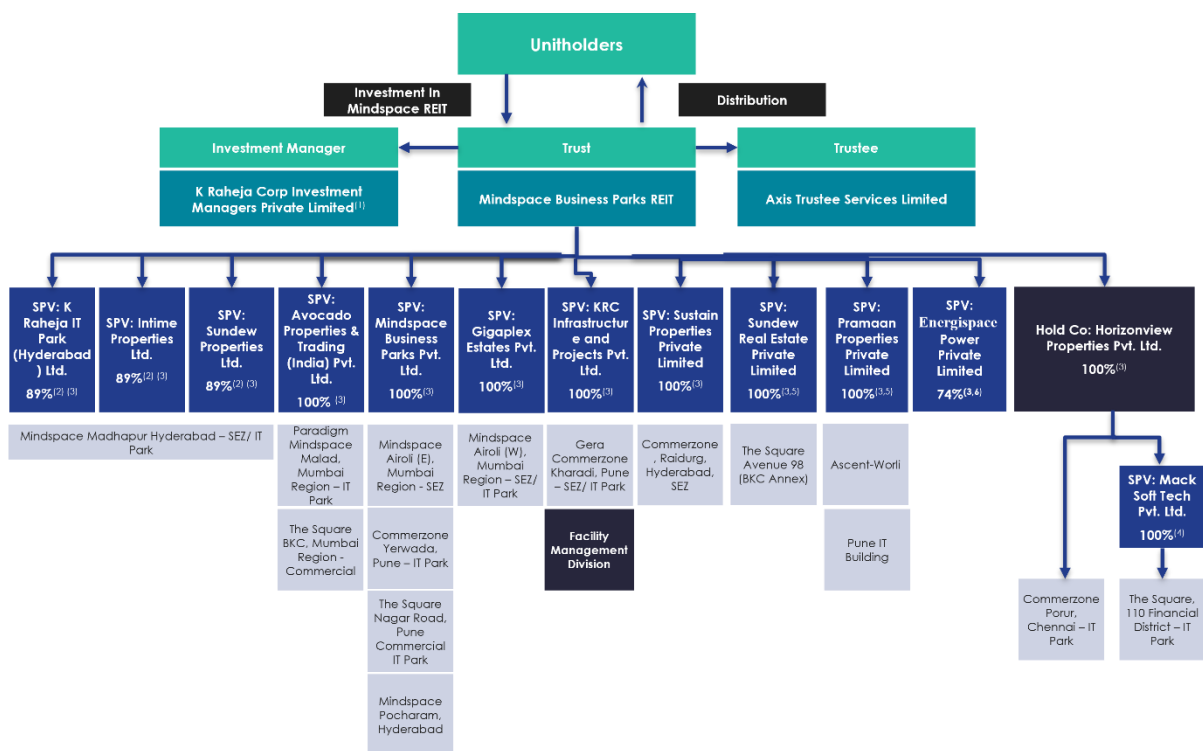 Unitholders
Investment In
Mindspace REIT
Distribution
Investment Manager
Trust
Trustee
K Raheja Corp Investment
Managers Private Limited(1)
Mindspace Business Parks REIT
Axis Trustee Services Limited
SPV: K
Raheja IT
Park
(Hyderabad
) Ltd.
89%(2) (3)
SPV: Intime
Properties
Ltd.
89%(2) (3)
SPV:
Sundew
Properties
Ltd.
89%(2) (3)
SPV:
Avocado
Properties &
Trading
(India) Pvt.
Ltd.
100% (3)
SPV:
Mindspace
Business
Parks Pvt.
Ltd.
100%(3)
SPV:
Gigaplex
Estates Pvt.
Ltd.
100%(3)
SPV: KRC
Infrastructur
e and
Projects Pvt.
Ltd.
100%(3)
SPV: Sustain
Properties
Private
Limited
100%(3)
SPV:
Sundew
Real Estate
Private
Limited
100%(3,5)
SPV:
Pramaan
Properties
Private
Limited
100%(3,5)
SPV:
Energispace
Power
Private
Limited
74%(3,6)
Hold Co: Horizonview
Properties Pvt. Ltd.
100%(3)
Mindspace Madhapur Hyderabad – SEZ/ IT
Park
Paradigm
Mindspace
Malad,
Mumbai
Region – IT
Park
Mindspace
Airoli (E),
Mumbai
Region - SEZ
Mindspace
Airoli (W),
Mumbai
Region – SEZ/
IT Park
Gera
Commerzone
Kharadi, Pune
– SEZ/ IT Park
Commerzone
, Raidurg,
Hyderabad,
SEZ
The Square
Avenue 98
(BKC Annex)
Ascent-Worli
SPV: Mack
Soft Tech
Pvt. Ltd.
100%(4)
The Square
BKC, Mumbai
Region -
Commercial
Commerzone
Yerwada,
Pune – IT Park
Facility
Management
Division
Pune IT
Building
The Square
Nagar Road,
Pune
Commercial
IT Park
Commerzone
Porur,
Chennai – IT
Park
The Square,
110 Financial
District – IT
Park
Mindspace
Pocharam,
Hyderabad